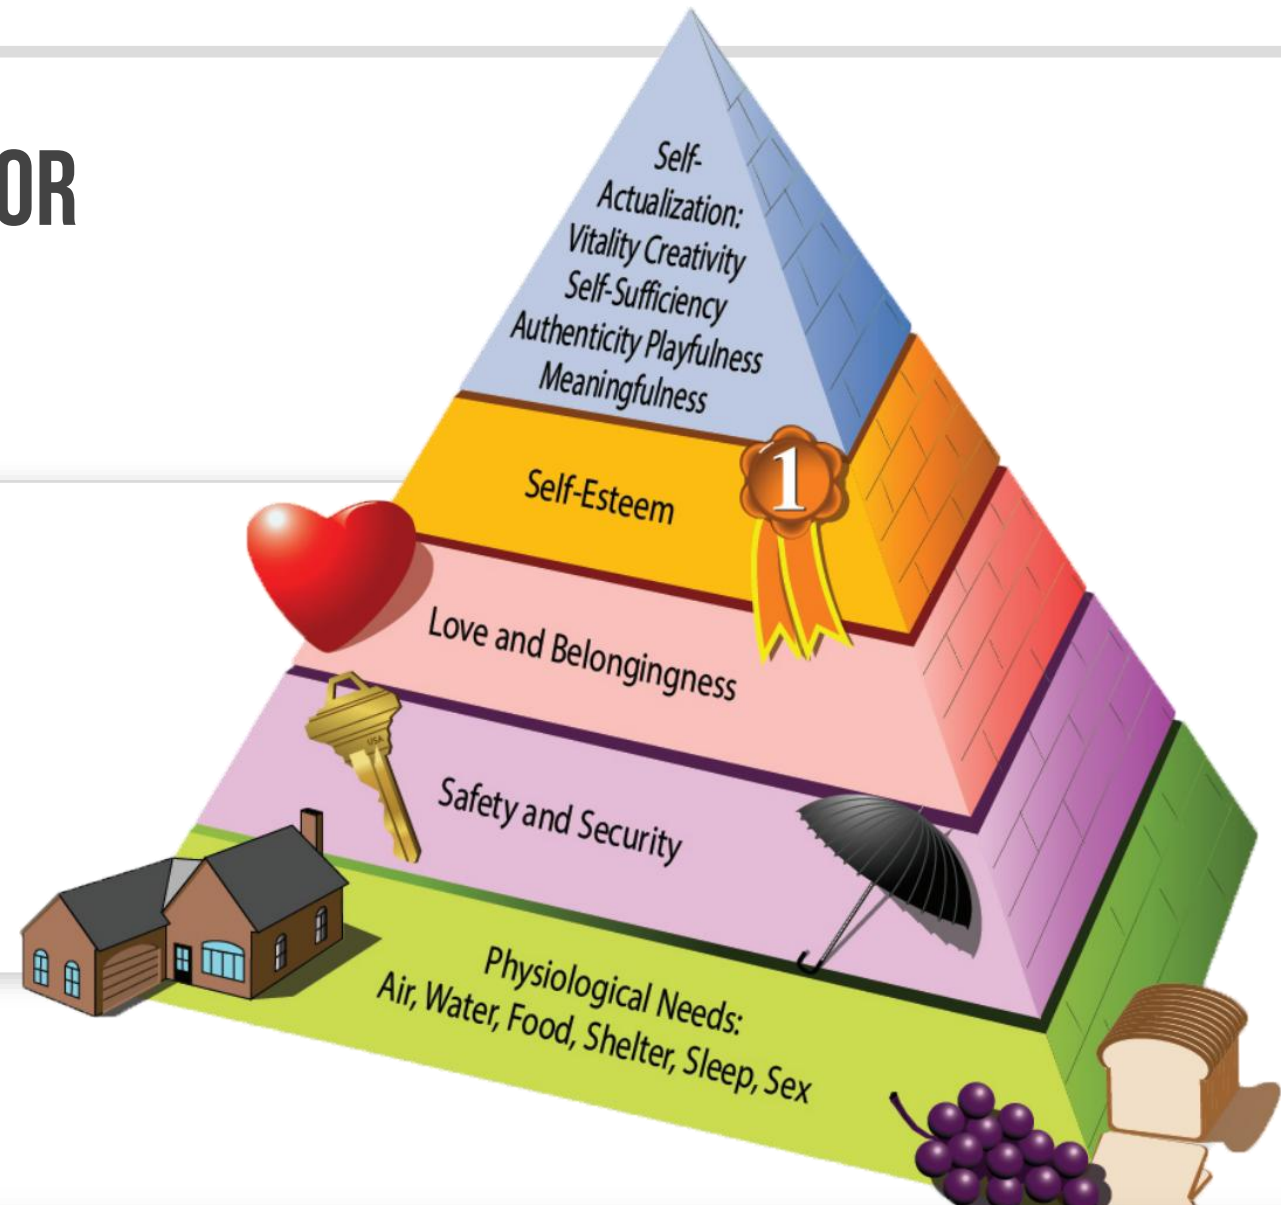 OR
Self-
Actualization:
Vitality Creativity
Self-Sufficiency
Authenticity Playfulness
Meaningfulness
1
Self-Esteem
Love and Belongingness
USA
Safety and Security
Physiological Needs:
Air, Water, Food, Shelter, Sleep, Sex